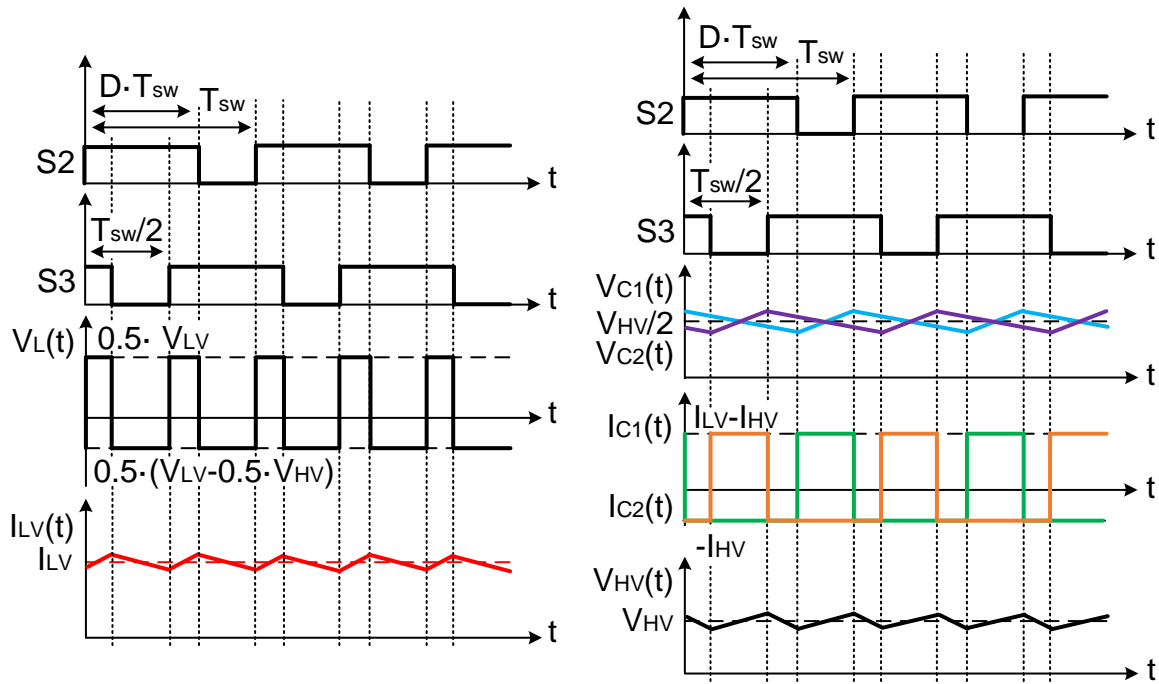 D·Tsw
Tsw
S2
t
Tsw/2
S3
t
VL(t)
0.5· VLV
t
0.5·(VLV-0.5·VHV)
ILV(t)
ILV
t
D·Tsw
Tsw
S2
t
Tsw/2
S3
t
VC1(t)
VHV/2
VC2(t)
t
IC1(t)
ILV-IHV
t
IC2(t)
-IHV
VHV(t)
VHV
t